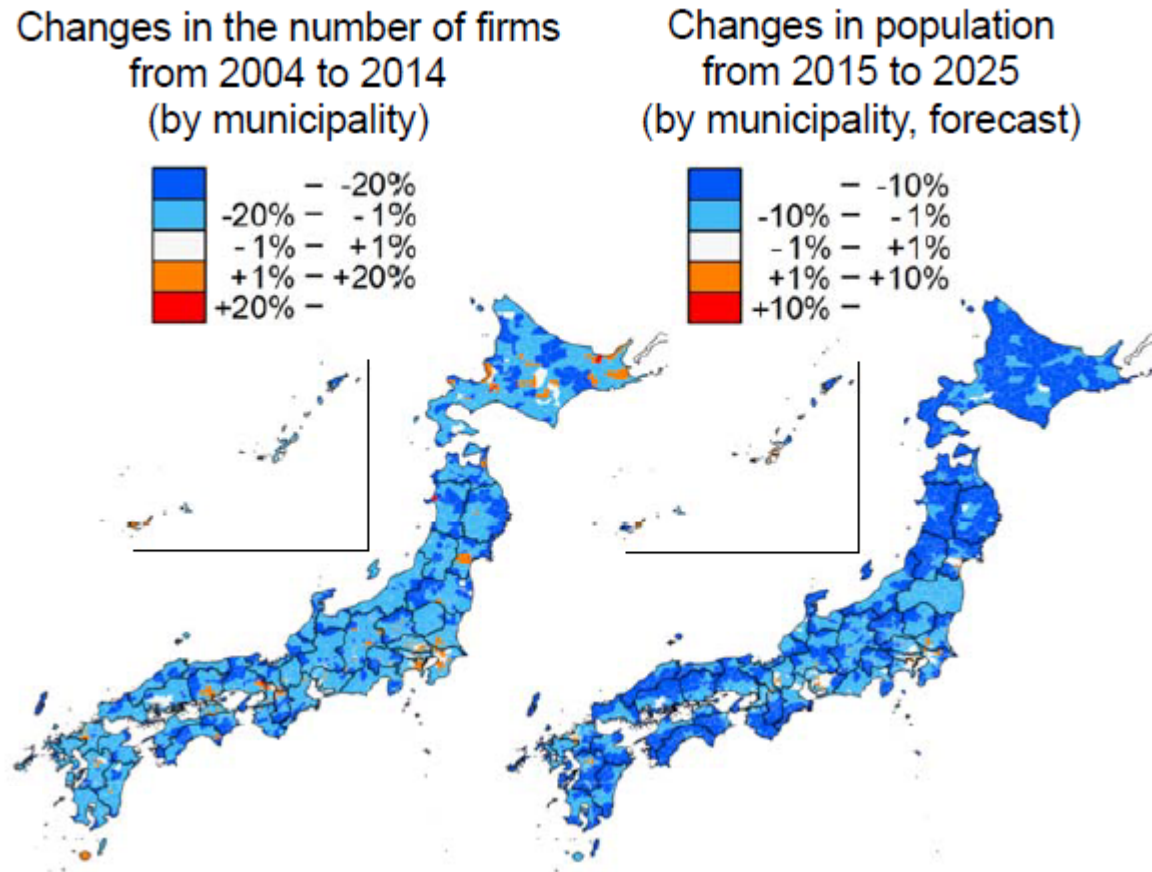 Changes in the number of firms
from 2004 to 2014
(by municipality)
– -20%
-20% – -1%
-1% – +1%
+1% – +20%
+20% –
Changes in population
from 2015 to 2025
(by municipality, forecast)
– -10%
-10% – -1%
-1% – +1%
+1% – +10%
+10% –